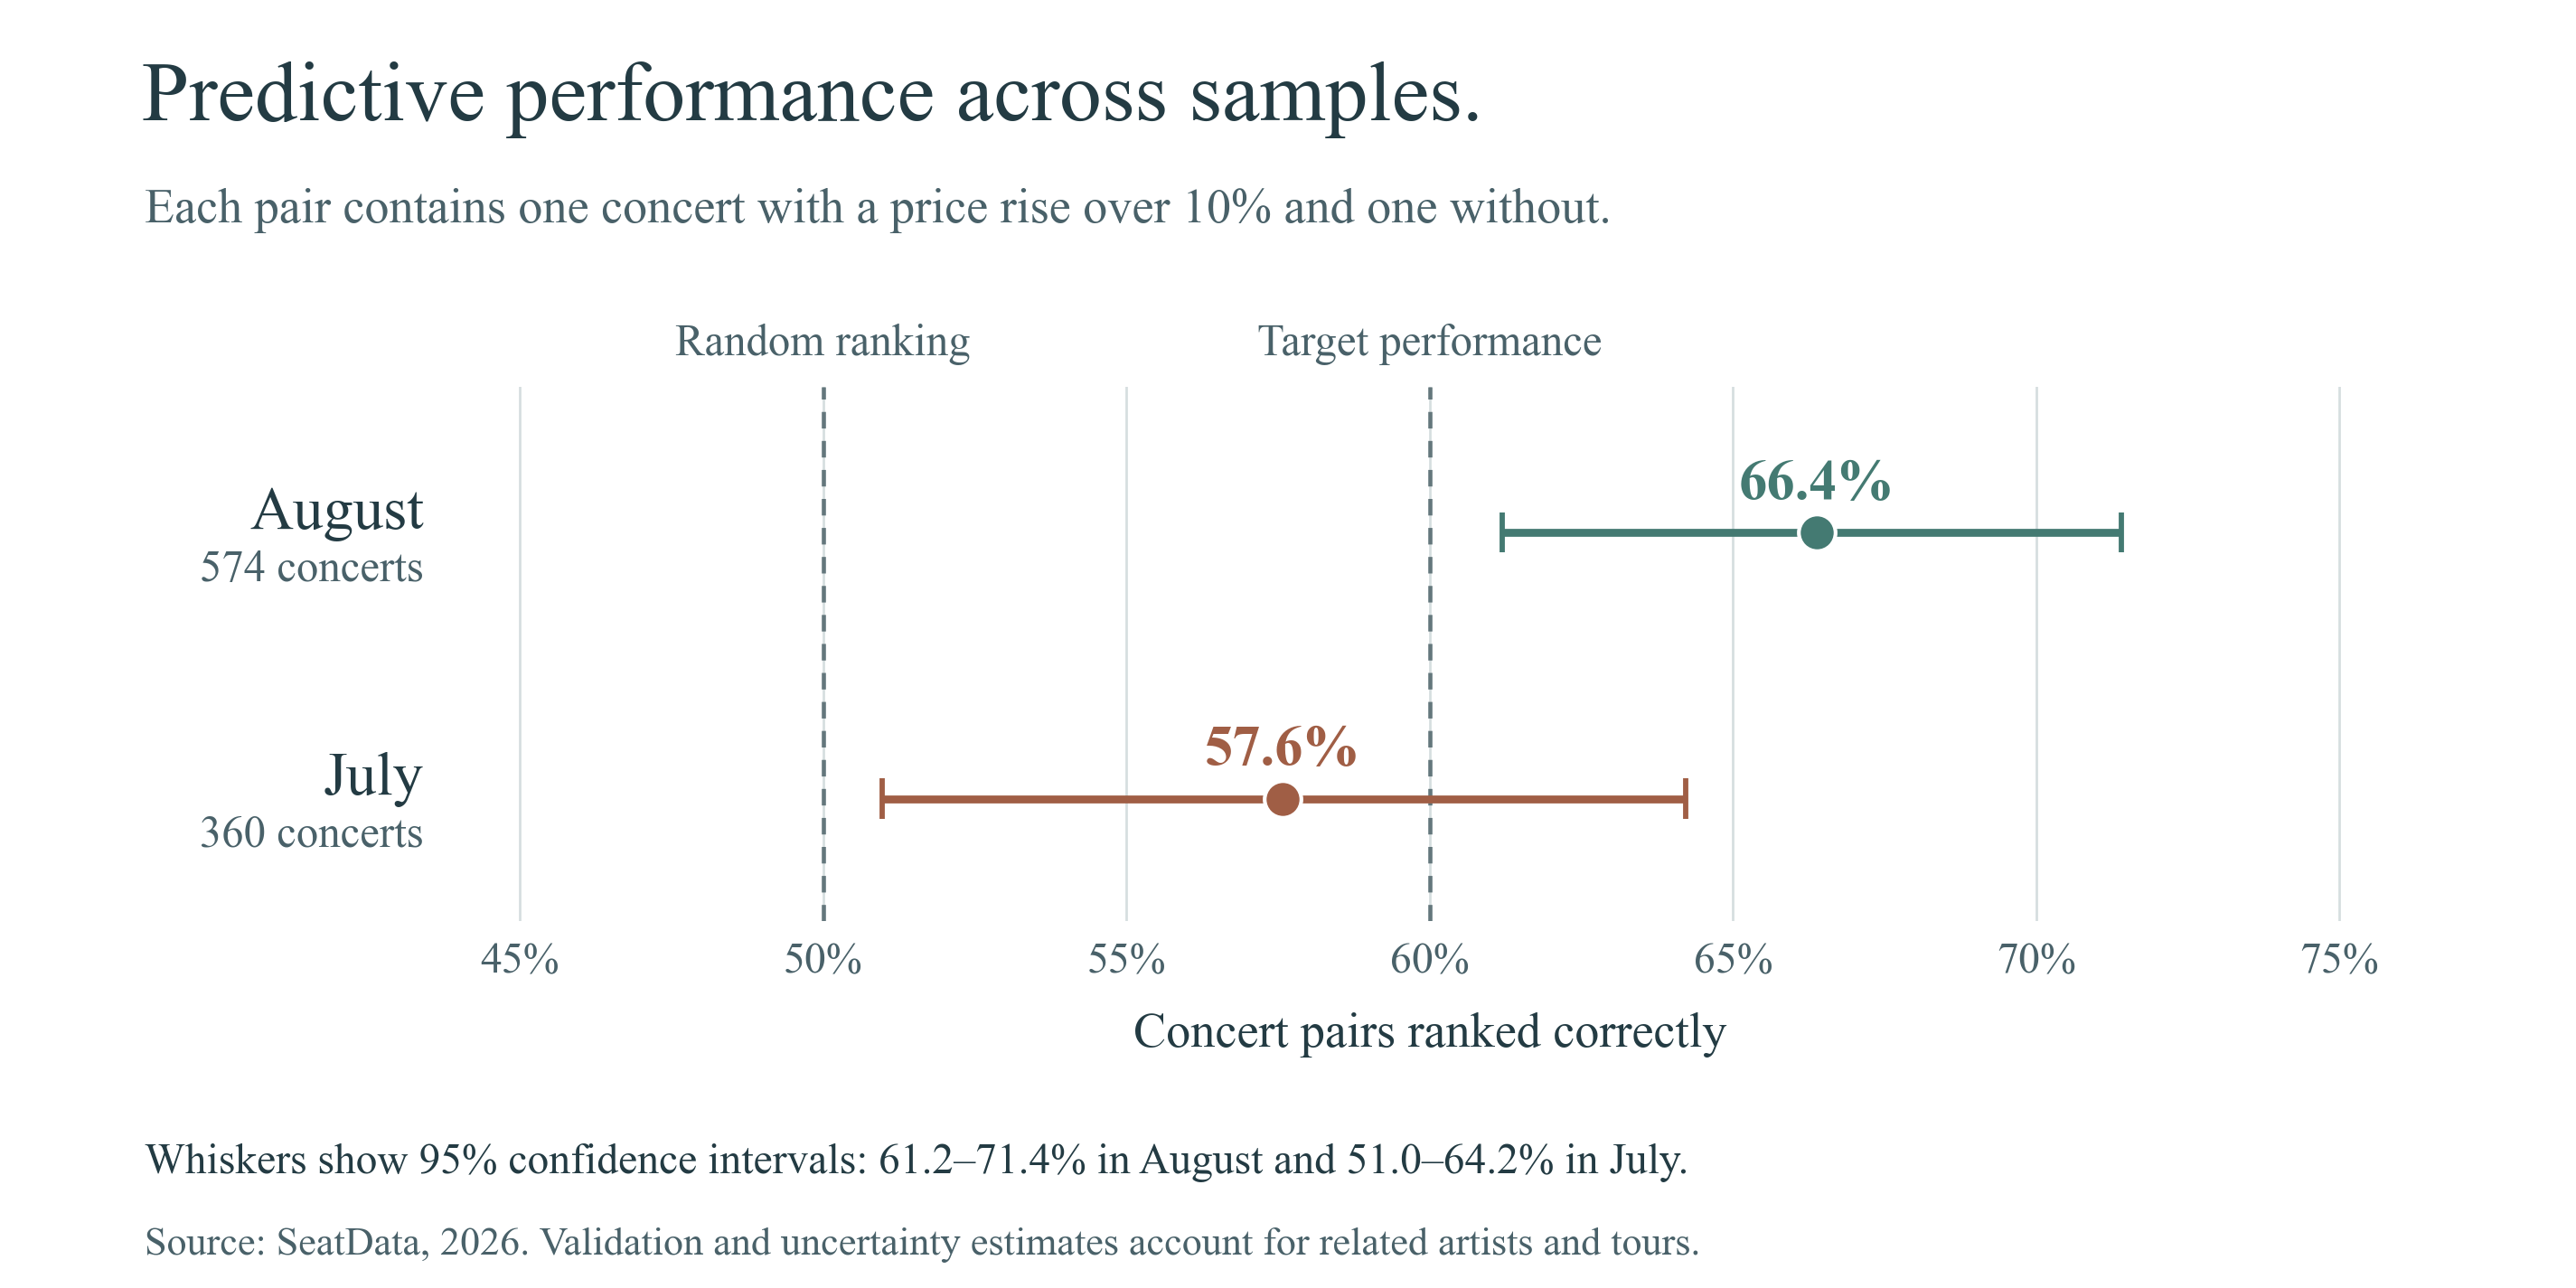 Predictive performance across samples.
Each pair contains one concert with a price rise over 10% and one without.
Random ranking
Target performance
August
574 concerts
66.4%
July
360 concerts
57.6%
45%
50%
55%
60%
65%
70%
75%
Concert pairs ranked correctly
Whiskers show 95% confidence intervals: 61.2–71.4% in August and 51.0–64.2% in July.
Source: SeatData, 2026. Validation and uncertainty estimates account for related artists and tours.